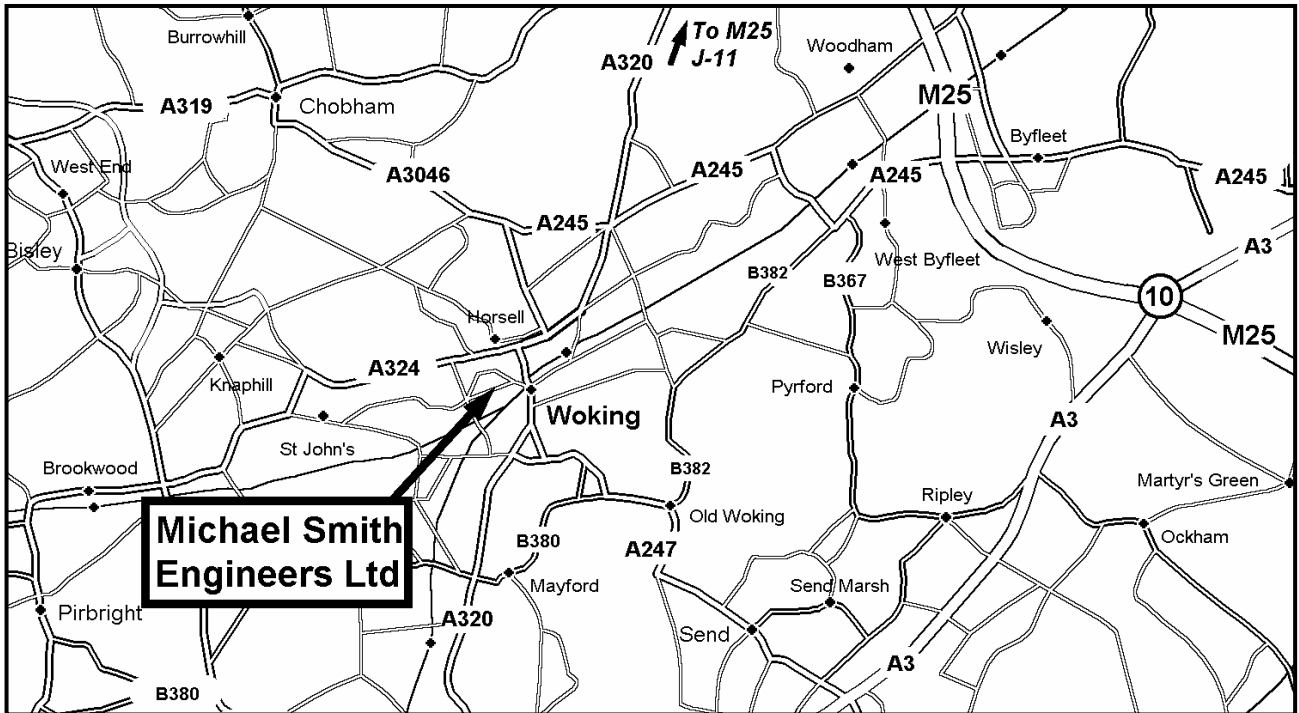 Burrowhill
To M25
J-11
A320
Woodham
M25
A319
Chobham
Byfleet
West End
A3046
A245
A245
A245
A245
Bisley
A3
West Byfleet
B382
B367
10
Horsell
M25
Wisley
A324
Knaphill
Pyrford
Woking
A3
St John's
Brookwood
B382
Martyr's Green
Ripley
Old Woking
Ockham
Michael Smith
Engineers Ltd
B380
A247
Mayford
Send Marsh
Pirbright
A320
Send
A3
B380